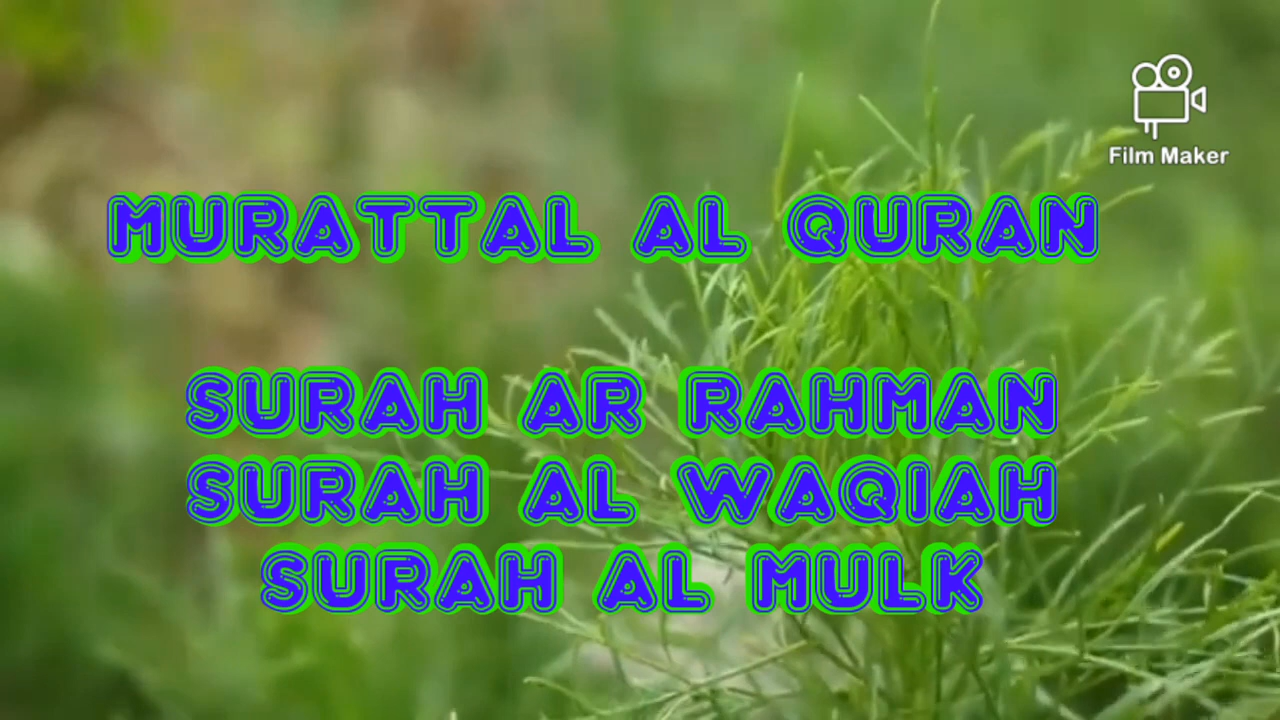 Film Maker
MURATTAL AL QURAN
SURAH AR RAHMAN
SURAH AL WAQIAH
SURAH AL MULK